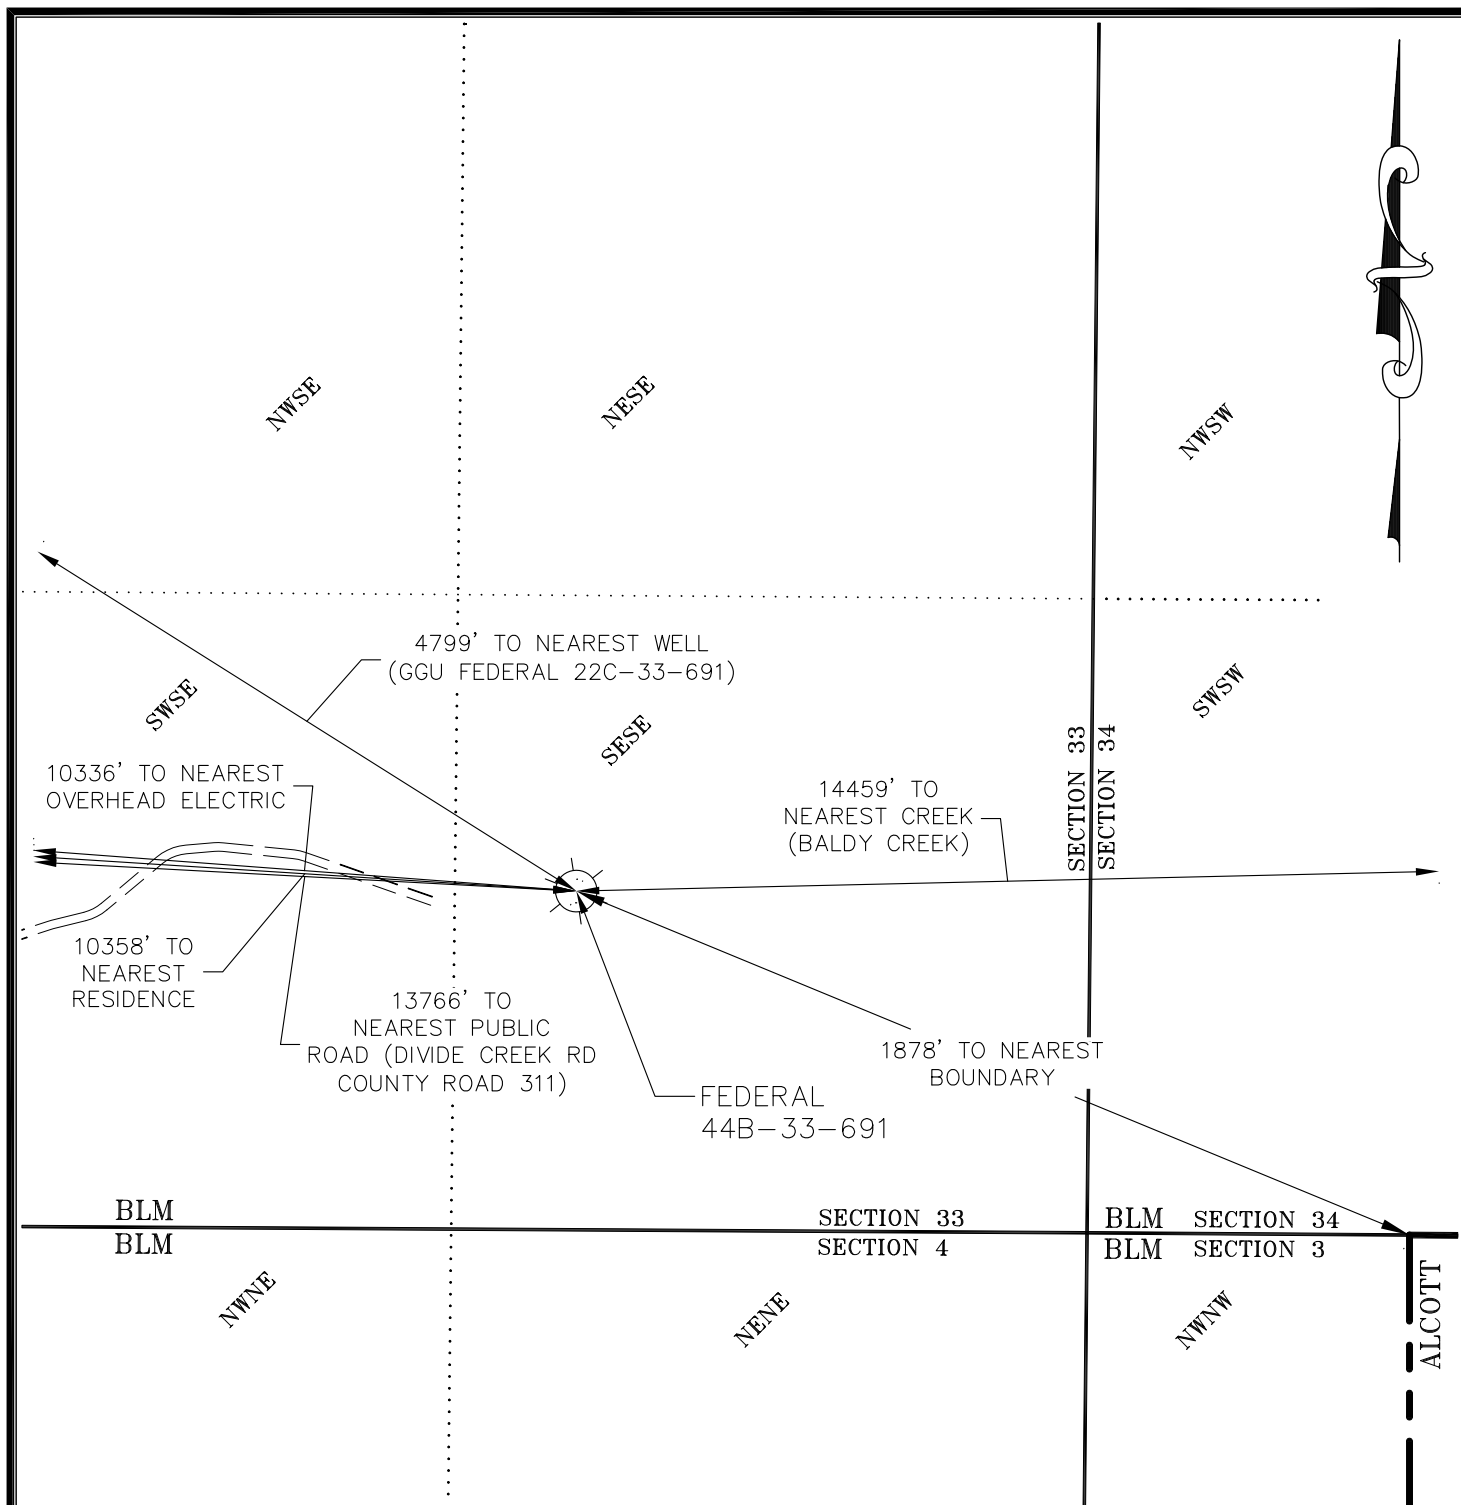 NWSE
NESE
NWSW
4799' TO NEAREST WELL
(GGU FEDERAL 22C-33-691)
SWSE
SESE
SWSW
SECTION 33
SECTION 34
10336' TO NEAREST
OVERHEAD ELECTRIC
14459' TO
NEAREST CREEK
(BALDY CREEK)
10358' TO
NEAREST
RESIDENCE
13766' TO
NEAREST PUBLIC
ROAD (DIVIDE CREEK RD
COUNTY ROAD 311)
1878' TO NEAREST
BOUNDARY
FEDERAL
44B-33-691
BLM
BLM
SECTION 33
SECTION 4
BLM SECTION 34
BLM SECTION 3
NWNE
NENE
NWNW
ALCOTT